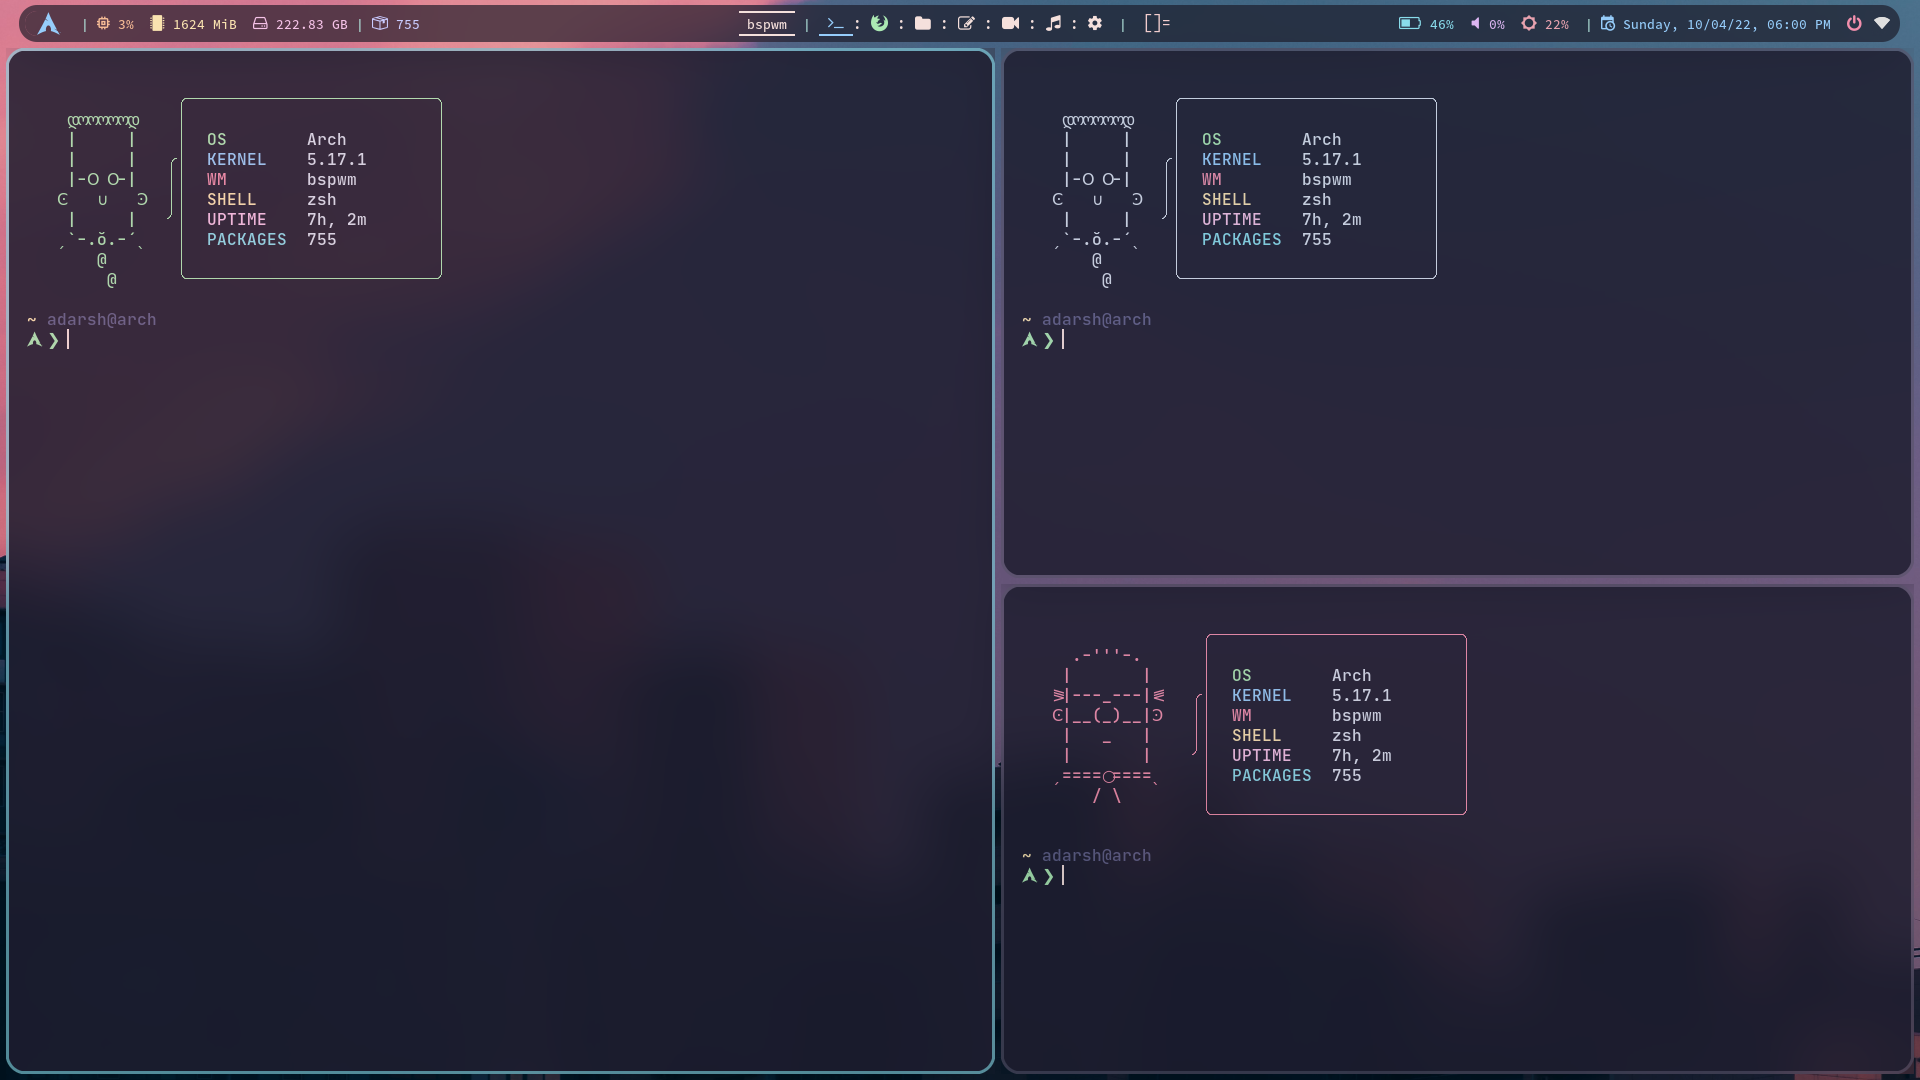 | 3% 1624 MiB 222.83 GB | 755 bspwm | >_ : : : : : : | []= 46% 0% 22% | Sunday, 10/04/22, 06:00 PM
OS Arch
KERNEL 5.17.1
WM bspwm
SHELL zsh
UPTIME 7h, 2m
PACKAGES 755
~ adarsh@arch
❯
OS Arch
KERNEL 5.17.1
WM bspwm
SHELL zsh
UPTIME 7h, 2m
PACKAGES 755
~ adarsh@arch
❯
OS Arch
KERNEL 5.17.1
WM bspwm
SHELL zsh
UPTIME 7h, 2m
PACKAGES 755
~ adarsh@arch
❯